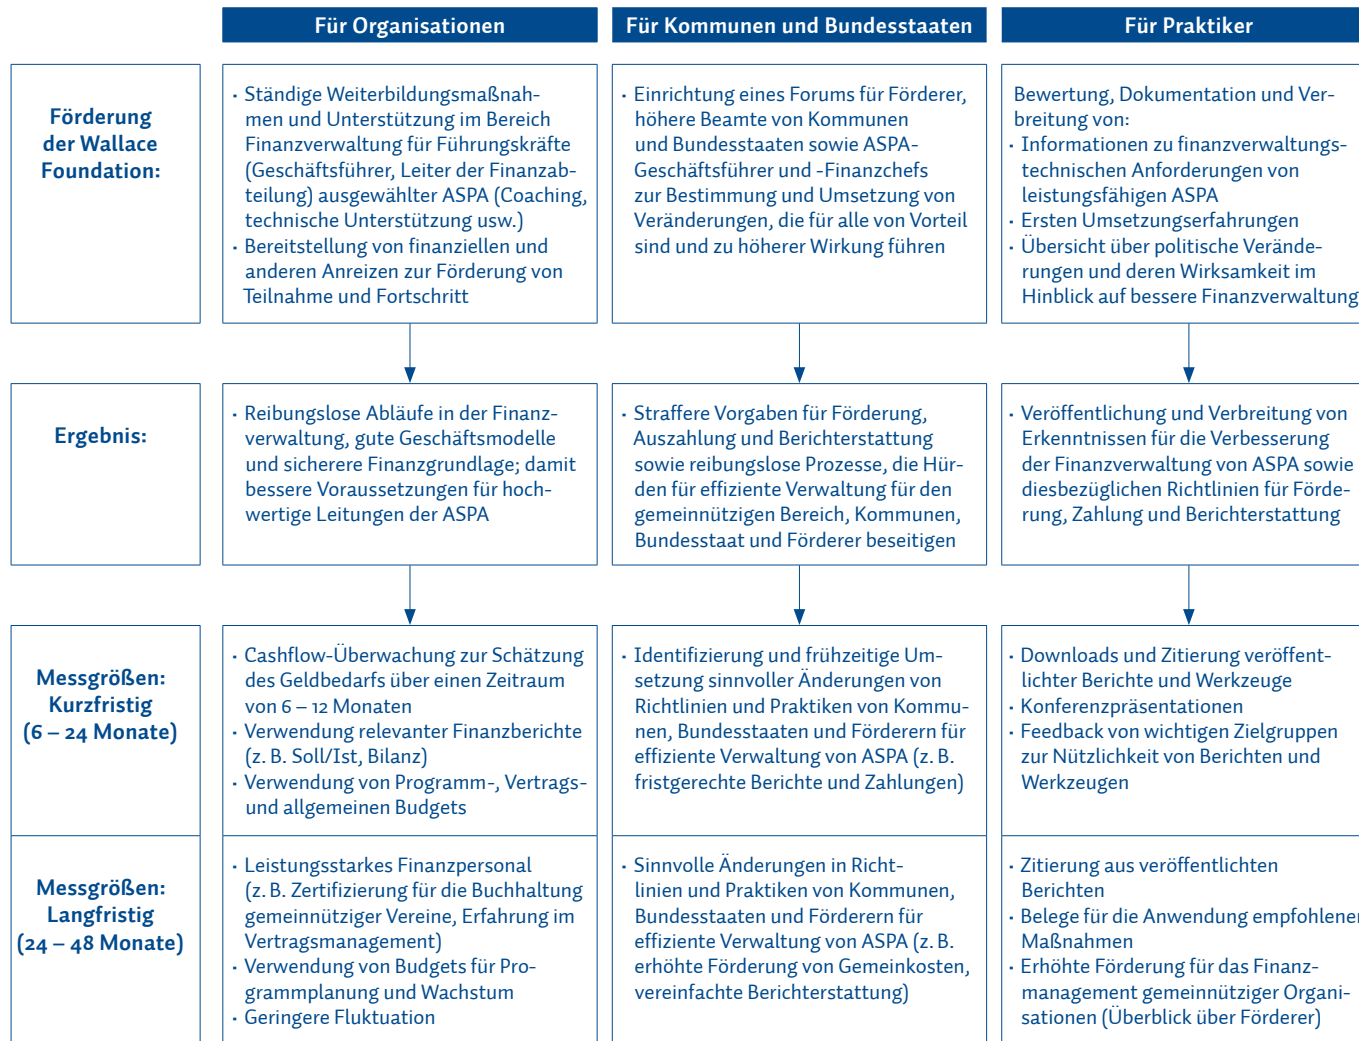 Für Organisationen
Für Kommunen und Bundesstaaten
Für Praktiker
Förderung
der Wallace
Foundation:
· Ständige Weiterbildungsmaßnah-
men und Unterstützung im Bereich
Finanzverwaltung für Führungskräfte
(Geschäftsführer, Leiter der Finanzab-
teilung) ausgewählter ASPA (Coaching,
technische Unterstützung usw.)
· Bereitstellung von finanziellen und
anderen Anreizen zur Förderung von
Teilnahme und Fortschritt
· Einrichtung eines Forums für Förderer,
höhere Beamte von Kommunen
und Bundesstaaten sowie ASPA-
Geschäftsführer und -Finanzchefs
zur Bestimmung und Umsetzung von
Veränderungen, die für alle von Vorteil
sind und zu höherer Wirkung führen
Bewertung, Dokumentation und Ver-
breitung von:
· Informationen zu finanzverwaltungs-
technischen Anforderungen von
leistungsfähigen ASPA
· Ersten Umsetzungserfahrungen
· Übersicht über politische Verände-
rungen und deren Wirksamkeit im
Hinblick auf bessere Finanzverwaltung
Ergebnis:
· Reibungslose Abläufe in der Finanz-
verwaltung, gute Geschäftsmodelle
und sicherere Finanzgrundlage; damit
bessere Voraussetzungen für hoch-
wertige Leitungen der ASPA
· Straffere Vorgaben für Förderung,
Auszahlung und Berichterstattung
sowie reibungslose Prozesse, die Hür-
den für effiziente Verwaltung für den
gemeinnützigen Bereich, Kommunen,
Bundesstaat und Förderer beseitigen
· Veröffentlichung und Verbreitung von
Erkenntnissen für die Verbesserung
der Finanzverwaltung von ASPA sowie
diesbezüglichen Richtlinien für Förde-
rung, Zahlung und Berichterstattung
Messgrößen:
Kurzfristig
(6 – 24 Monate)
· Cashflow-Überwachung zur Schätzung
des Geldbedarfs über einen Zeitraum
von 6 – 12 Monaten
· Verwendung relevanter Finanzberichte
(z. B. Soll/Ist, Bilanz)
· Verwendung von Programm-, Vertrags-
und allgemeinen Budgets
· Identifizierung und frühzeitige Um-
setzung sinnvoller Änderungen von
Richtlinien und Praktiken von Kommu-
nen, Bundesstaaten und Förderern für
effiziente Verwaltung von ASPA (z. B.
fristgerechte Berichte und Zahlungen)
· Downloads und Zitierung veröffent-
lichter Berichte und Werkzeuge
· Konferenzpräsentationen
· Feedback von wichtigen Zielgruppen
zur Nützlichkeit von Berichten und
Werkzeugen
Messgrößen:
Langfristig
(24 – 48 Monate)
· Leistungsstarkes Finanzpersonal
(z. B. Zertifizierung für die Buchhaltung
gemeinnütziger Vereine, Erfahrung im
Vertragsmanagement)
· Verwendung von Budgets für Pro-
grammplanung und Wachstum
· Geringere Fluktuation
· Sinnvolle Änderungen in Richt-
linien und Praktiken von Kommunen,
Bundesstaaten und Förderern für
effiziente Verwaltung von ASPA (z. B.
erhöhte Förderung von Gemeinkosten,
vereinfachte Berichterstattung)
· Zitierung aus veröffentlichten
Berichten
· Belege für die Anwendung empfohlener
Maßnahmen
· Erhöhte Förderung für das Finanz-
management gemeinnütziger Organi-
sationen (Überblick über Förderer)